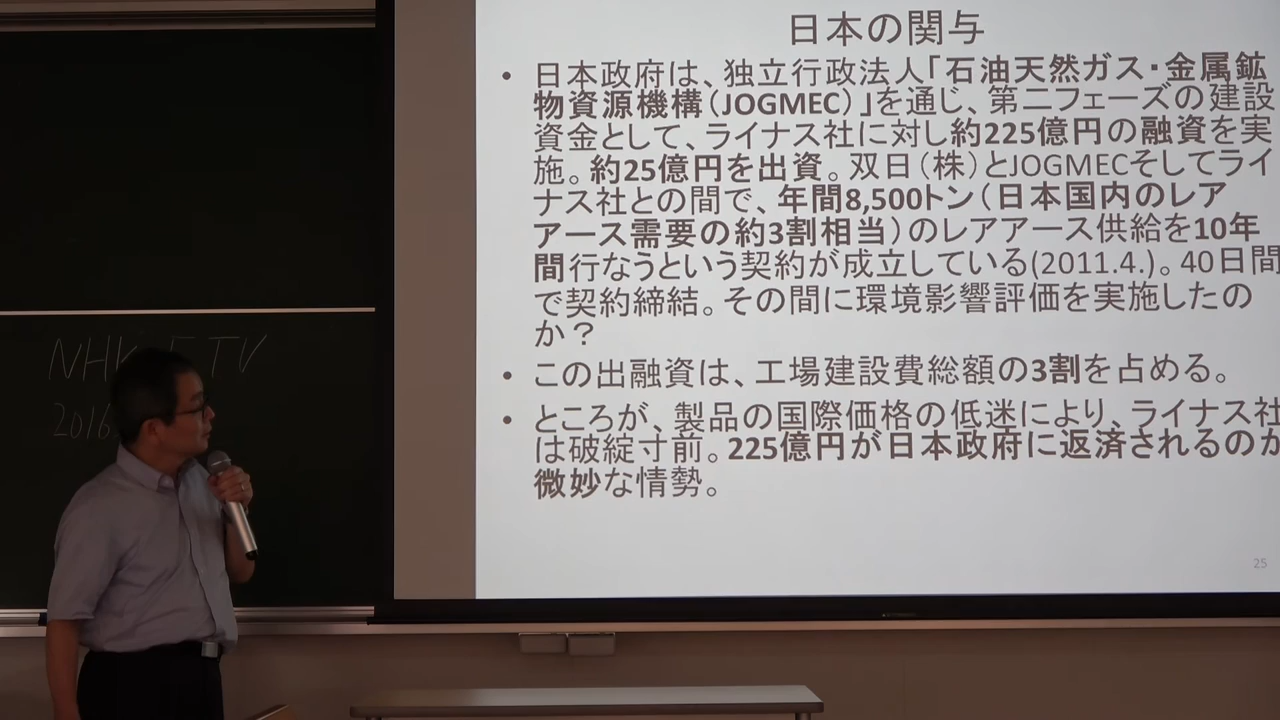 日本の関与
• 日本政府は、独立行政法人「石油天然ガス・金属鉱
物資源機構（JOGMEC）」を通じ、第二フェーズの建設
資金として、ライナス社に対し約225億円の融資を実
施。約25億円を出資。双日（株）とJOGMECそしてライ
ナス社との間で、年間8,500トン（日本国内のレア
アース需要の約3割相当）のレアアース供給を10年
間行なうという契約が成立している(2011.4.)。40日間
で契約締結。その間に環境影響評価を実施したの
か？
• この出融資は、工場建設費総額の3割を占める。
• ところが、製品の国際価格の低迷により、ライナス社
は破綻寸前。225億円が日本政府に返済されるのか
微妙な情勢。
25
NHK ETV
2016